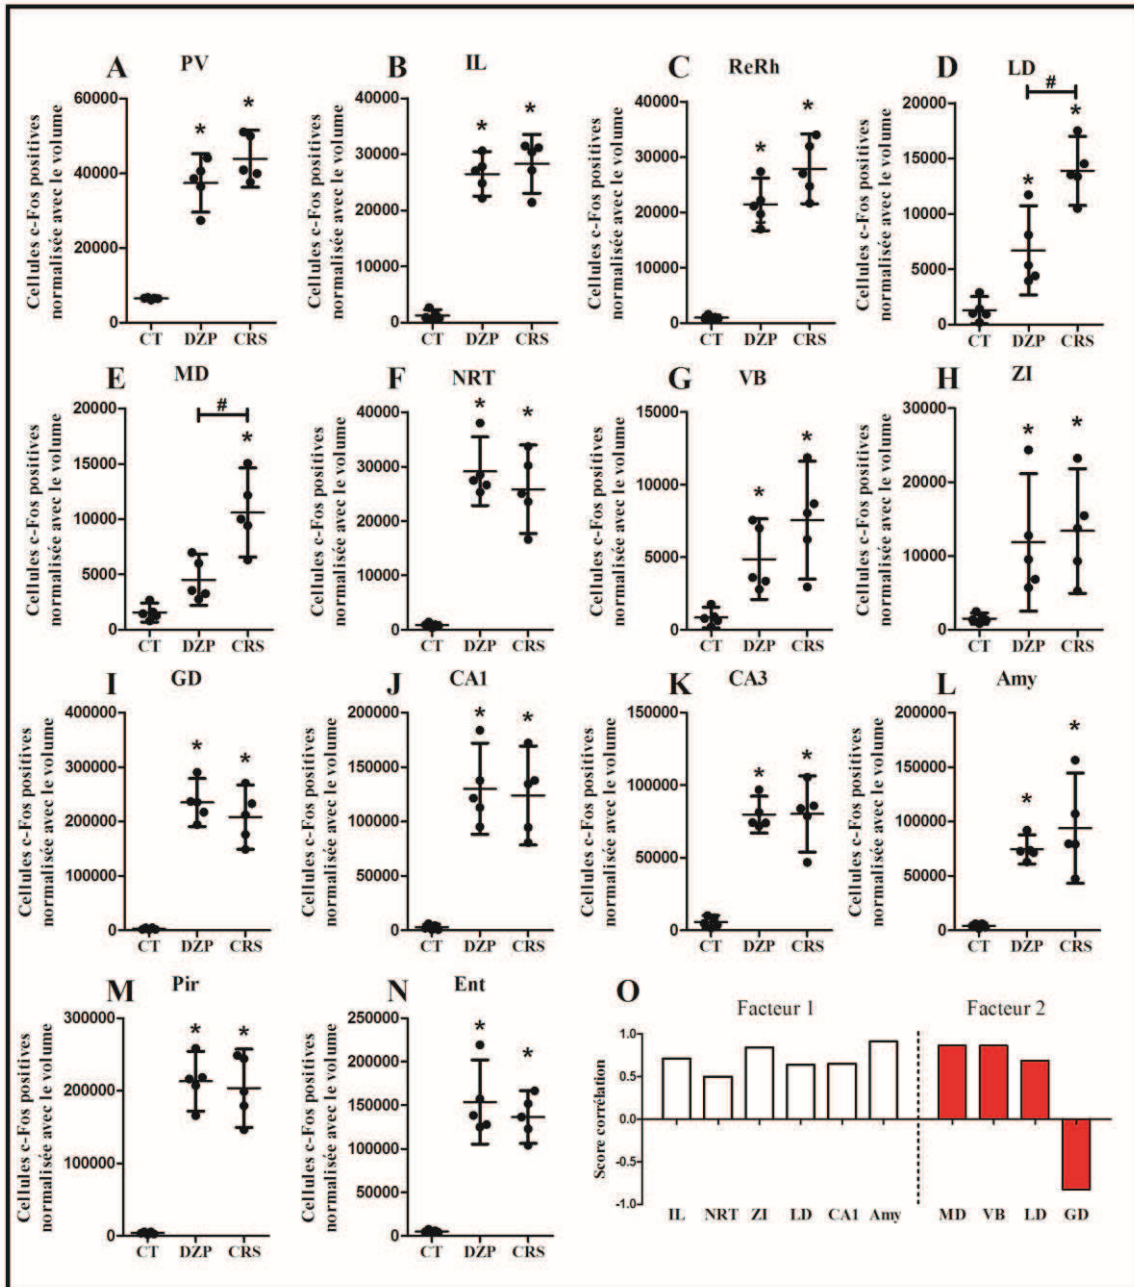 A PV
Cellules c-Fos positives
normalisée avec le volume
60000
40000
20000
0
*
*
CT DZP CRS
B IL
Cellules c-Fos positives
normalisée avec le volume
40000
30000
20000
10000
0
*
*
CT DZP CRS
C ReRh
Cellules c-Fos positives
normalisée avec le volume
40000
30000
20000
10000
0
*
*
CT DZP CRS
D LD
Cellules c-Fos positives
normalisée avec le volume
20000
15000
10000
5000
0
#
*
*
CT DZP CRS
E MD
Cellules c-Fos positives
normalisée avec le volume
20000
15000
10000
5000
0
#
*
CT DZP CRS
F NRT
Cellules c-Fos positives
normalisée avec le volume
40000
30000
20000
10000
0
*
*
CT DZP CRS
G VB
Cellules c-Fos positives
normalisée avec le volume
15000
10000
5000
0
*
*
CT DZP CRS
H ZI
Cellules c-Fos positives
normalisée avec le volume
30000
20000
10000
0
*
*
CT DZP CRS
I GD
Cellules c-Fos positives
normalisée avec le volume
400000
300000
200000
100000
0
*
*
CT DZP CRS
J CA1
Cellules c-Fos positives
normalisée avec le volume
200000
150000
100000
50000
0
*
*
CT DZP CRS
K CA3
Cellules c-Fos positives
normalisée avec le volume
150000
100000
50000
0
*
*
CT DZP CRS
L Amy
Cellules c-Fos positives
normalisée avec le volume
200000
150000
100000
50000
0
*
*
CT DZP CRS
M Pir
Cellules c-Fos positives
normalisée avec le volume
300000
200000
100000
0
*
*
CT DZP CRS
N Ent
Cellules c-Fos positives
normalisée avec le volume
250000
200000
150000
100000
50000
0
*
*
CT DZP CRS
O Facteur 1 Facteur 2
Score corrélation
1.0
0.5
0.0
-0.5
-1.0
IL NRT ZI LD CA1 Amy MD VB LD GD